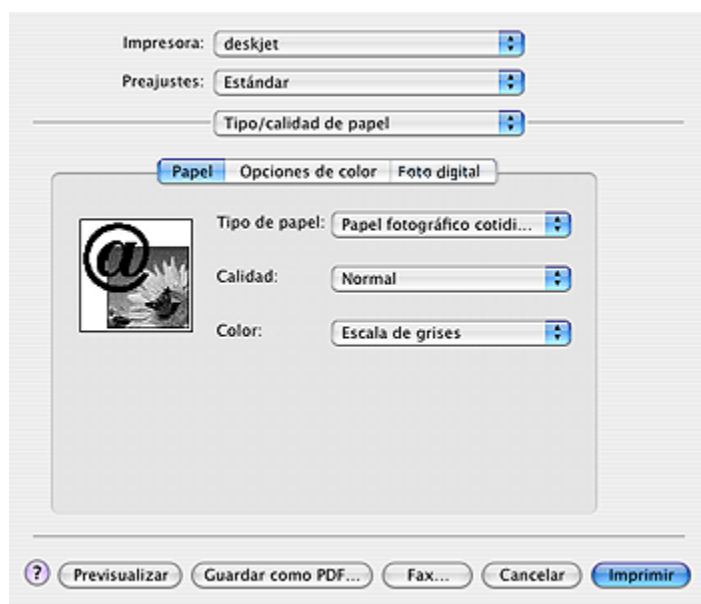 Impresora: deskjet
Preajustes: Estándar
Tipo/calidad de papel
Papel Opciones de color Foto digital
Tipo de papel: Papel fotográfico cotidi...
@
Calidad: Normal
Color: Escala de grises
? Previsualizar Guardar como PDF... Fax... Cancelar Imprimir